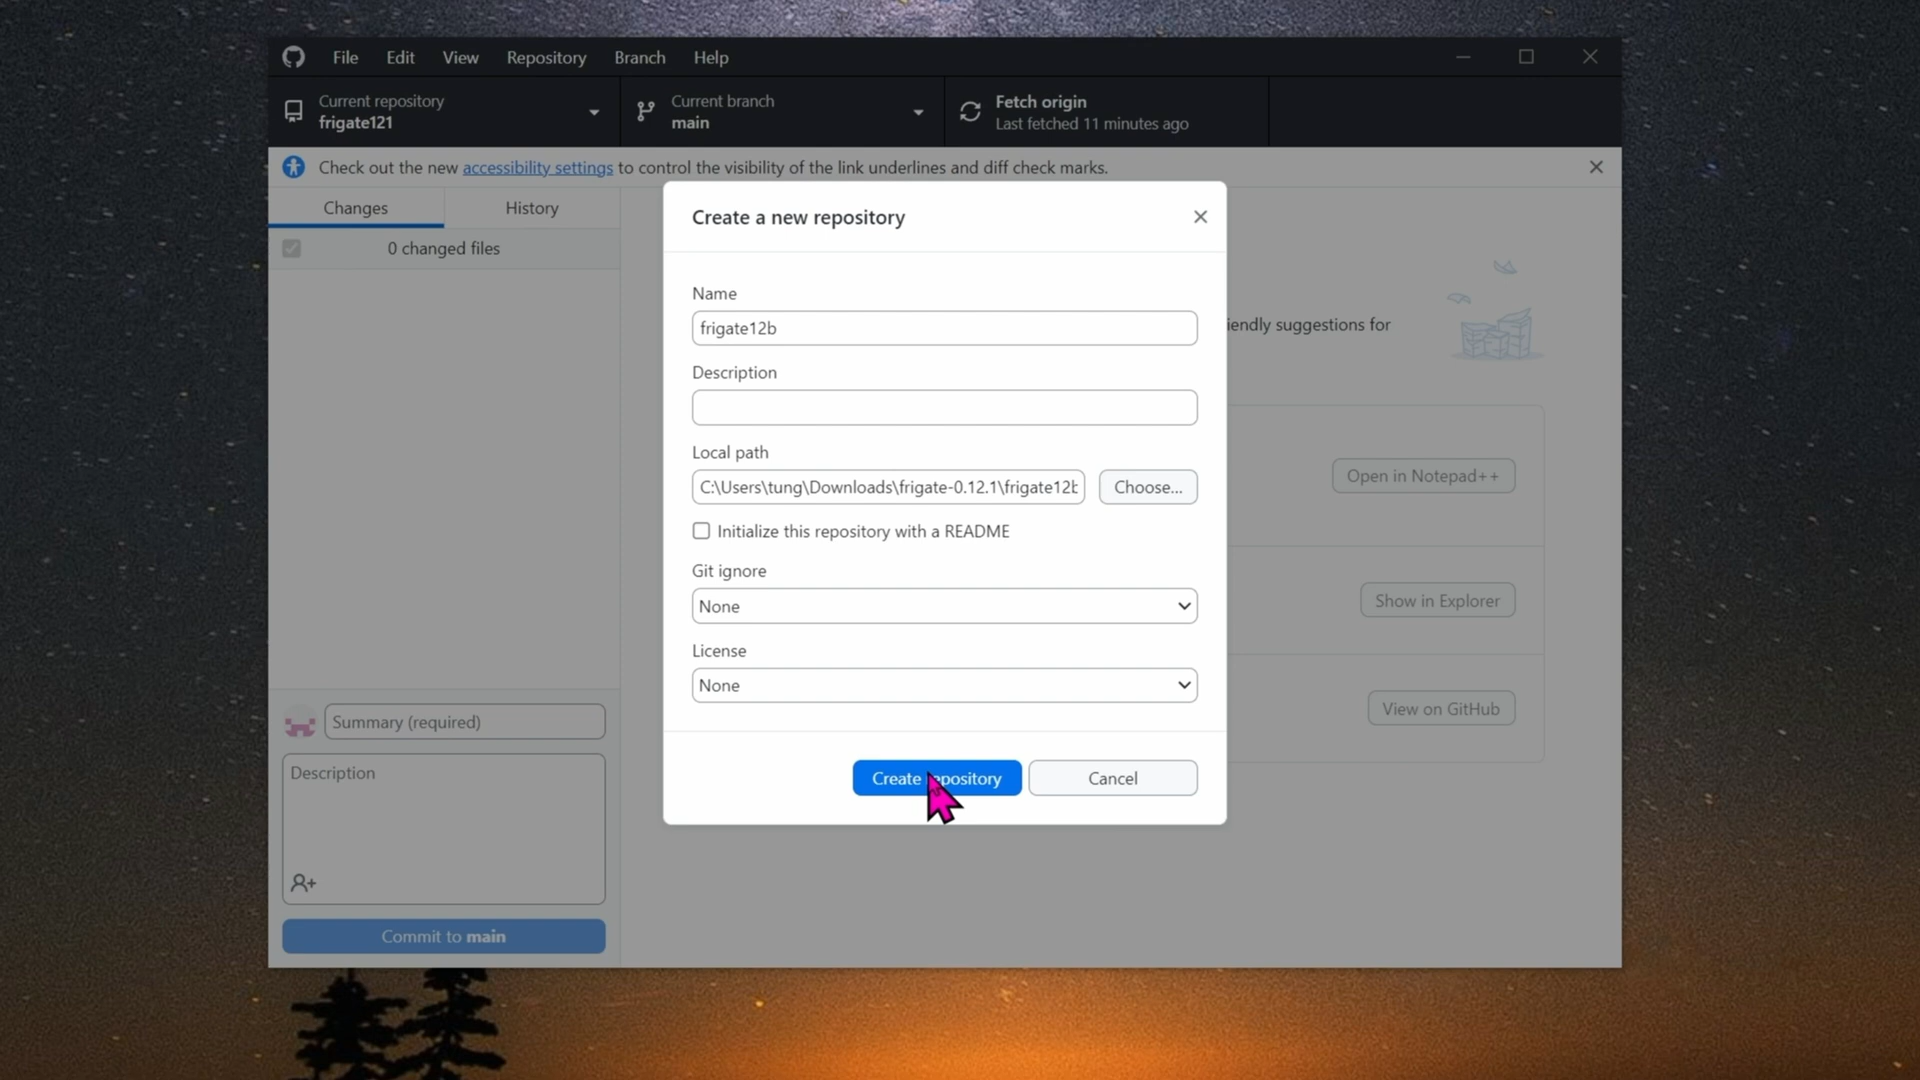 File Edit View Repository Branch Help
Current repository
frigate121
Current branch
main
Fetch origin
Last fetched 11 minutes ago
Check out the new accessibility settings to control the visibility of the link underlines and diff check marks.
Changes
History
0 changed files
Create a new repository
Name
frigate12b
Description
iendly suggestions for
Local path
C:\Users\tung\Downloads\frigate-0.12.1\frigate12b
Choose...
Open in Notepad++
Initialize this repository with a README
Git ignore
None
Show in Explorer
License
None
View on GitHub
Summary (required)
Description
Create repository
Cancel
Commit to main